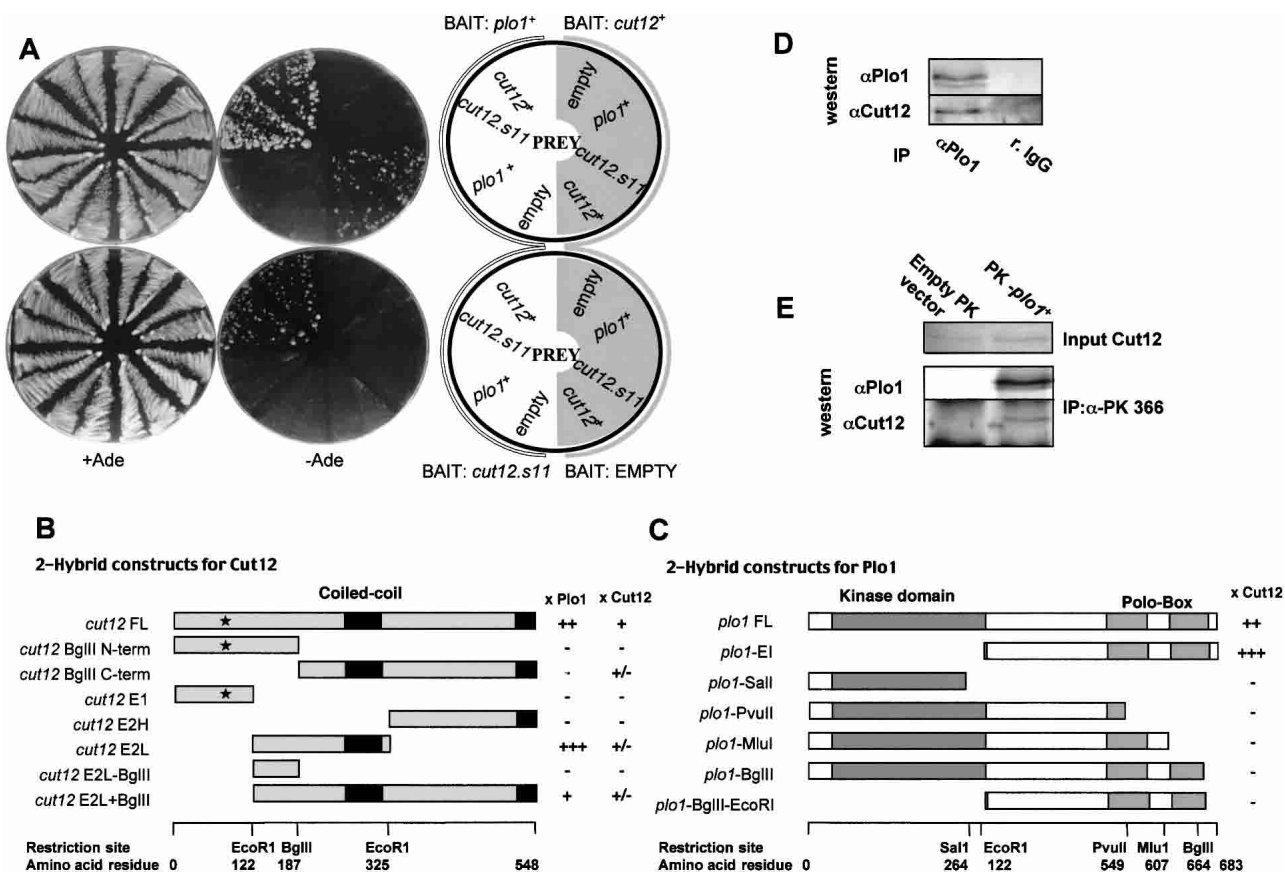 A
BAIT: plo1+
BAIT: cut12+
cut12+
cut12.s11
plo1+
empty
PREY
empty
plo1+
cut12.s11
cut12+
cut12+
cut12.s11
plo1+
empty
PREY
empty
plo1+
cut12.s11
cut12+
+Ade
-Ade
BAIT: cut12.s11
BAIT: EMPTY
D
western
αPlo1
αCut12
IP
αPlo1
r. IgG
E
Empty PK vector
PK-plo1+
Input Cut12
western
αPlo1
αCut12
IP:α-PK 366
B
2-Hybrid constructs for Cut12
Coiled-coil
x Plo1
x Cut12
cut12 FL ++ +
cut12 BglII N-term - -
cut12 BglII C-term - +/-
cut12 E1 - -
cut12 E2H - -
cut12 E2L +++ +/-
cut12 E2L-BglII - -
cut12 E2L+BglII + +/-
Restriction site EcoR1 BglII EcoR1
Amino acid residue 0 122 187 325 548
C
2-Hybrid constructs for Plo1
Kinase domain
Polo-Box
x Cut12
plo1 FL ++
plo1-EI +++
plo1-SalI -
plo1-PvuII -
plo1-MluI -
plo1-BglII -
plo1-BglII-EcoRI -
Restriction site Sal1 EcoR1 PvuII Mlu1 BglII
Amino acid residue 0 264 122 549 607 664 683